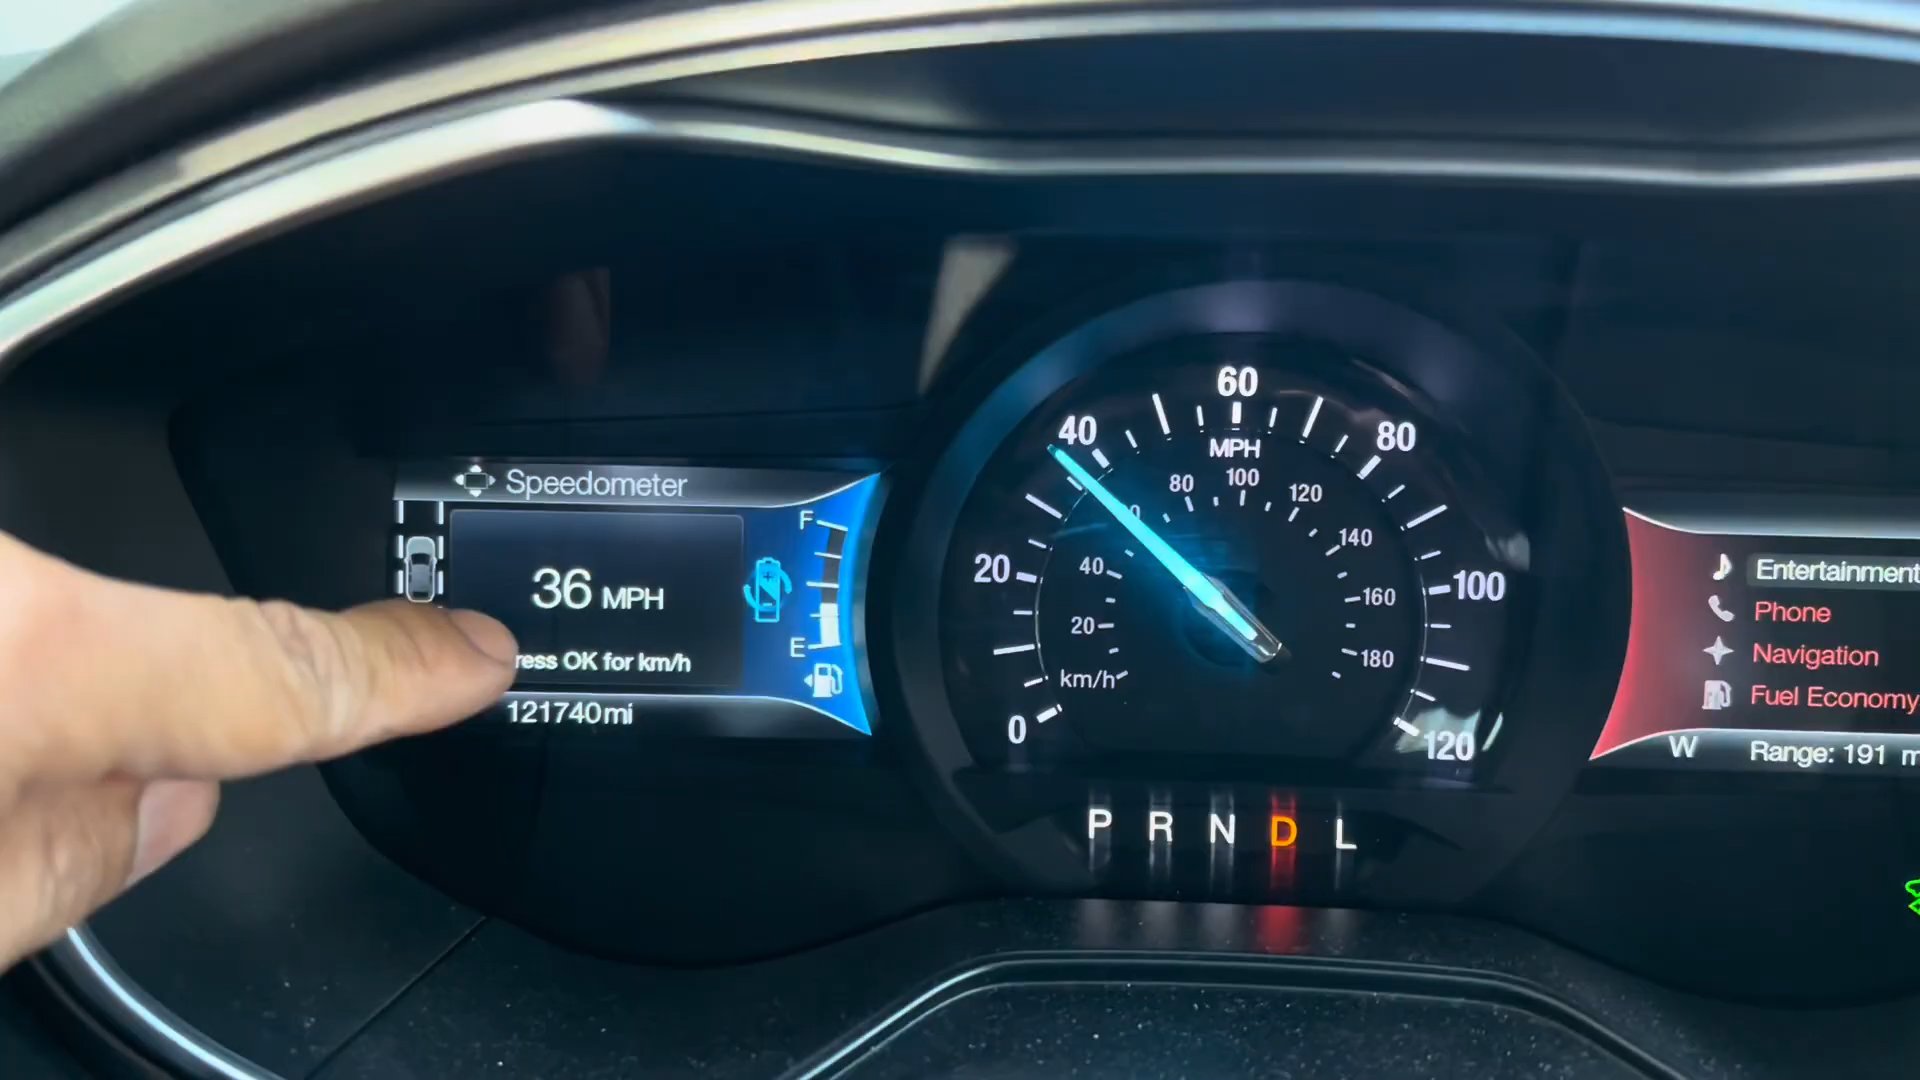 Speedometer
36 MPH
ress OK for km/h
121740mi
F
E
0
20
40
60
80
100
120
MPH
20
40
80
100
120
140
160
180
km/h
P R N D L
Entertainment
Phone
Navigation
Fuel Economy
W
Range: 191 m